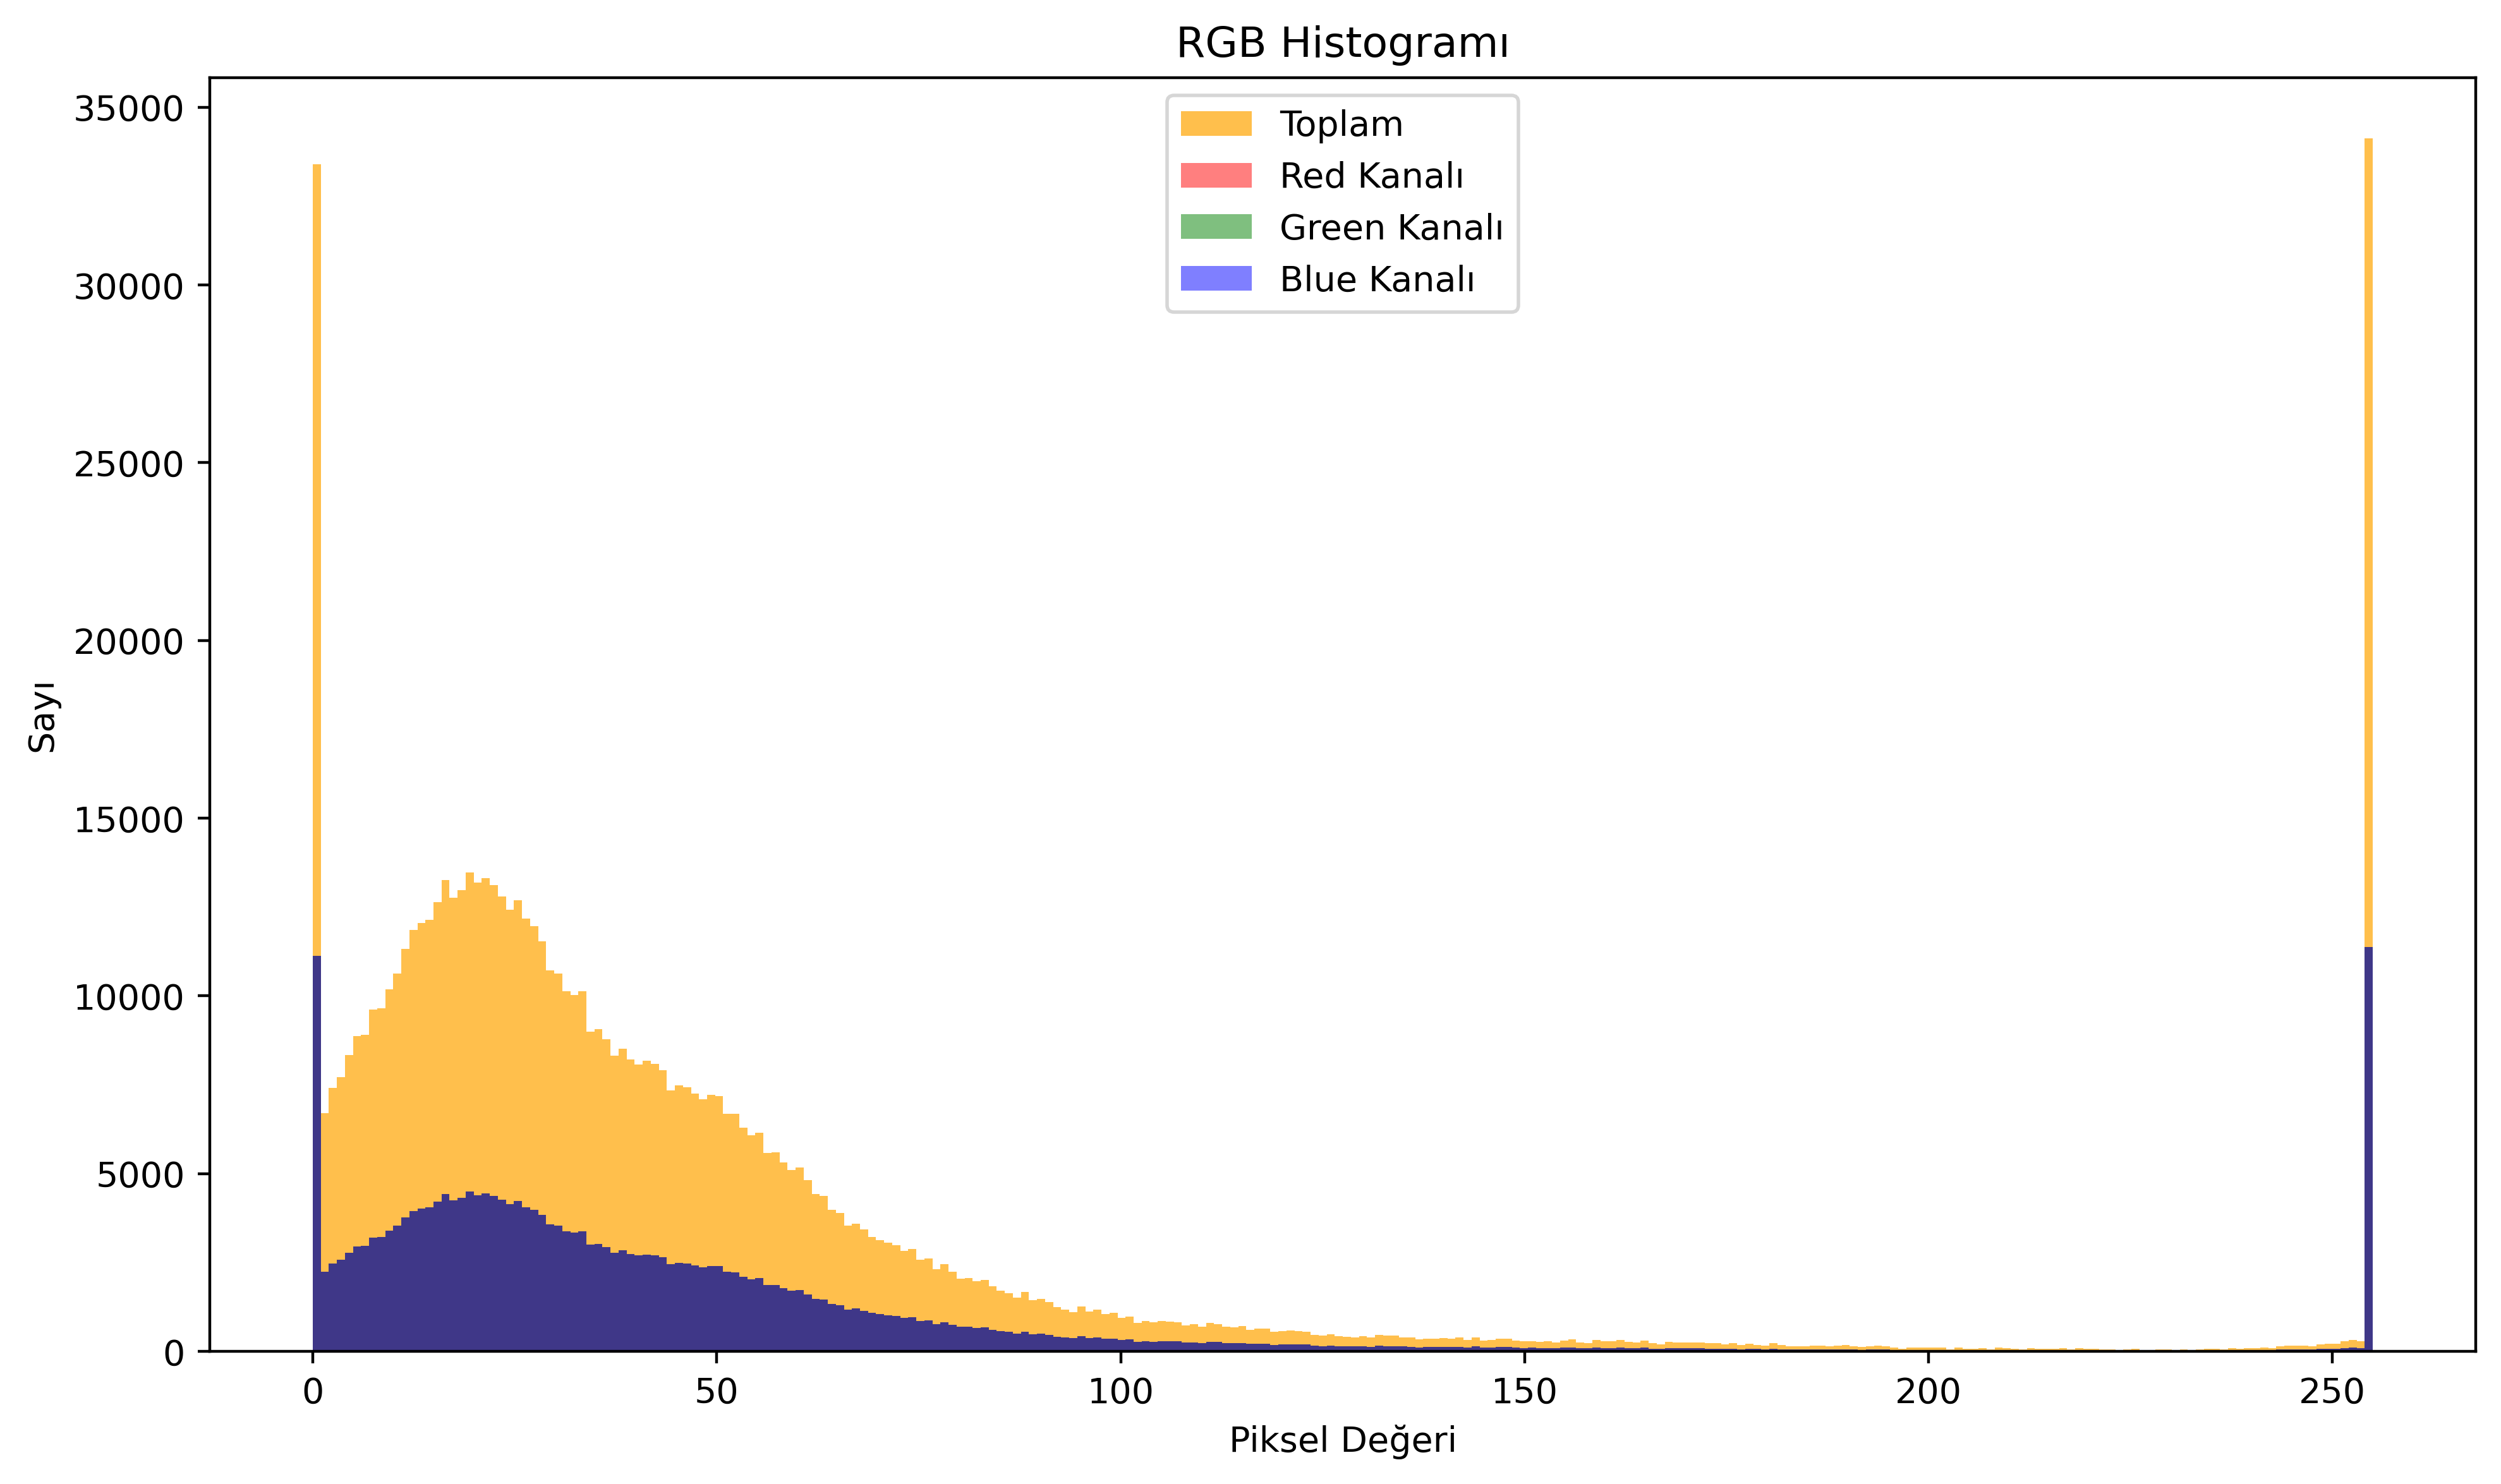 RGB Histogramı
Toplam
Red Kanalı
Green Kanalı
Blue Kanalı
35000
30000
25000
20000
15000
10000
5000
0
Sayı
0 50 100 150 200 250
Piksel Değeri